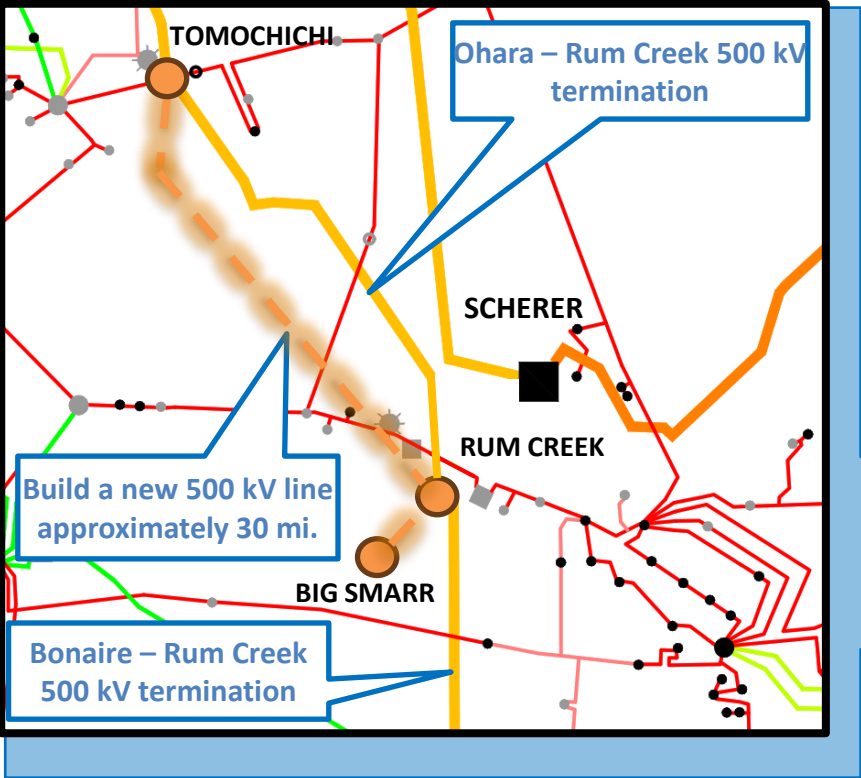 TOMOCHICHI
Ohara – Rum Creek 500 kV
termination
SCHERER
RUM CREEK
Build a new 500 kV line
approximately 30 mi.
BIG SMARR
Bonaire – Rum Creek
500 kV termination